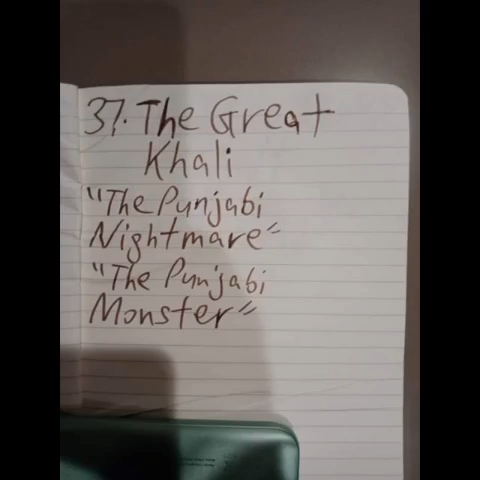 37. The Great
Khali
"The Punjabi
Nightmare"
"The Punjabi
Monster"